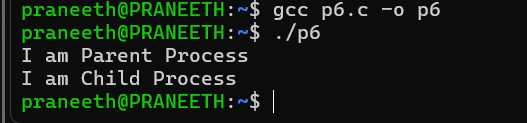 praneeth@PRANEETH:~$ gcc p6.c -o p6
praneeth@PRANEETH:~$ ./p6
I am Parent Process
I am Child Process
praneeth@PRANEETH:~$